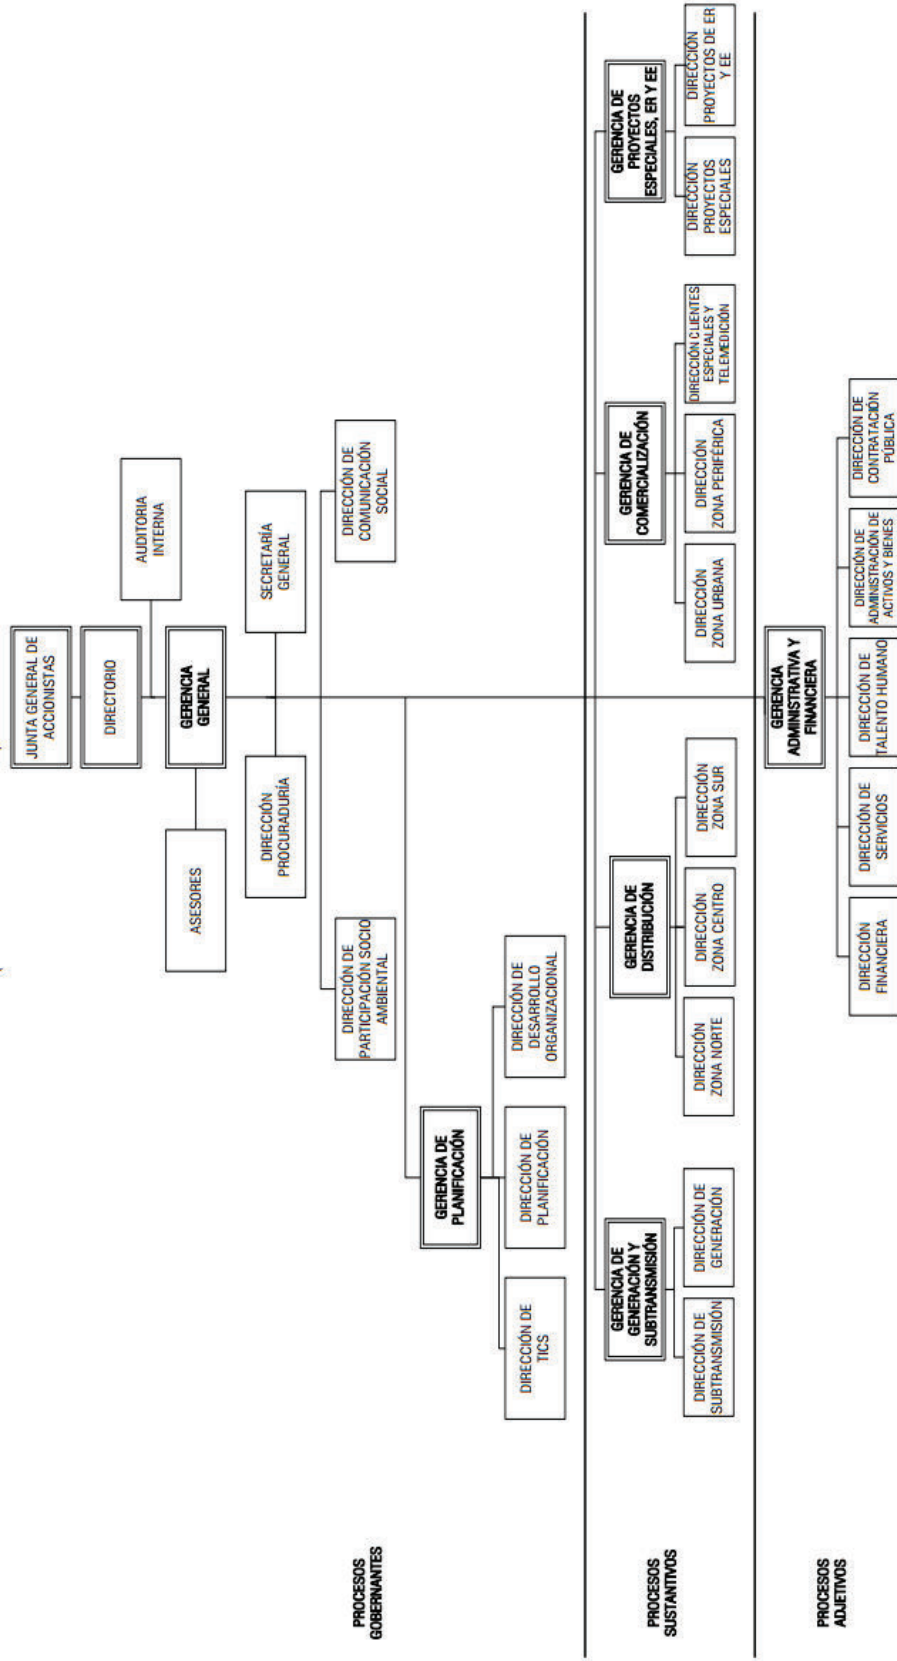 JUNTA GENERAL DE
ACCIONISTAS
DIRECTORIO
AUDITORIA
INTERNA
GERENCIA
GENERAL
ASESORES
DIRECCIÓN
PROCURADURÍA
SECRETARÍA
GENERAL
DIRECCIÓN DE
PARTICIPACIÓN SOCIO
AMBIENTAL
DIRECCIÓN DE
COMUNICACIÓN
SOCIAL
PROCESOS
GOBERNANTES
GERENCIA DE
PLANIFICACIÓN
DIRECCIÓN DE
TICS
DIRECCIÓN DE
PLANIFICACIÓN
DIRECCIÓN DE
DESARROLLO
ORGANIZACIONAL
PROCESOS
SUSTANTIVOS
GERENCIA DE
GENERACIÓN Y
SUBTRANSMISIÓN
GERENCIA DE
DISTRIBUCIÓN
GERENCIA DE
COMERCIALIZACIÓN
GERENCIA DE
PROYECTOS
ESPECIALES, ER Y EE
DIRECCIÓN DE
SUBTRANSMISIÓN
DIRECCIÓN DE
GENERACIÓN
DIRECCIÓN
ZONA NORTE
DIRECCIÓN
ZONA CENTRO
DIRECCIÓN
ZONA SUR
DIRECCIÓN
ZONA URBANA
DIRECCIÓN
ZONA PERIFÉRICA
DIRECCIÓN CLIENTES
ESPECIALES Y
TELEMEDICIÓN
DIRECCIÓN
PROYECTOS
ESPECIALES
DIRECCIÓN
PROYECTOS DE ER
Y EE
PROCESOS
ADJETIVOS
GERENCIA
ADMINISTRATIVA Y
FINANCIERA
DIRECCIÓN
FINANCIERA
DIRECCIÓN DE
SERVICIOS
DIRECCIÓN DE
TALENTO HUMANO
DIRECCIÓN DE
ADMINISTRACIÓN DE
ACTIVOS Y BIENES
DIRECCIÓN DE
CONTRATACIÓN
PÚBLICA